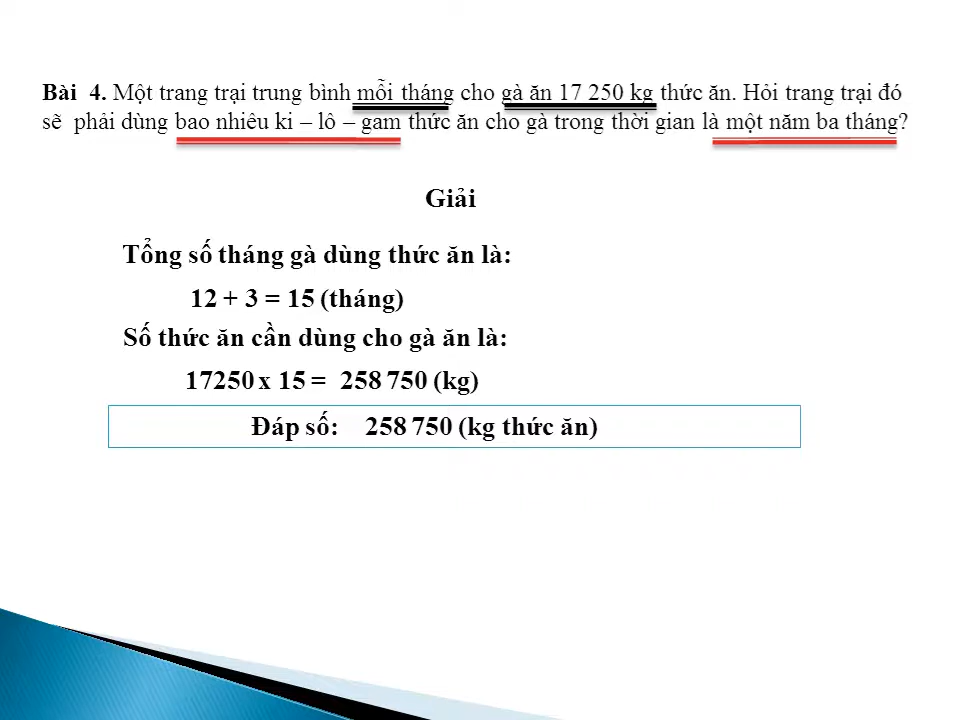 Bài  4. Một trang trại trung bình mỗi tháng cho gà ăn 17 250 kg thức ăn. Hỏi trang trại đó
sẽ  phải dùng bao nhiêu ki – lô – gam thức ăn cho gà trong thời gian là một năm ba tháng?
Giải
Tổng số tháng gà dùng thức ăn là:
12 + 3 = 15 (tháng)
Số thức ăn cần dùng cho gà ăn là:
17250 x 15 =  258 750 (kg)
Đáp số:    258 750 (kg thức ăn)